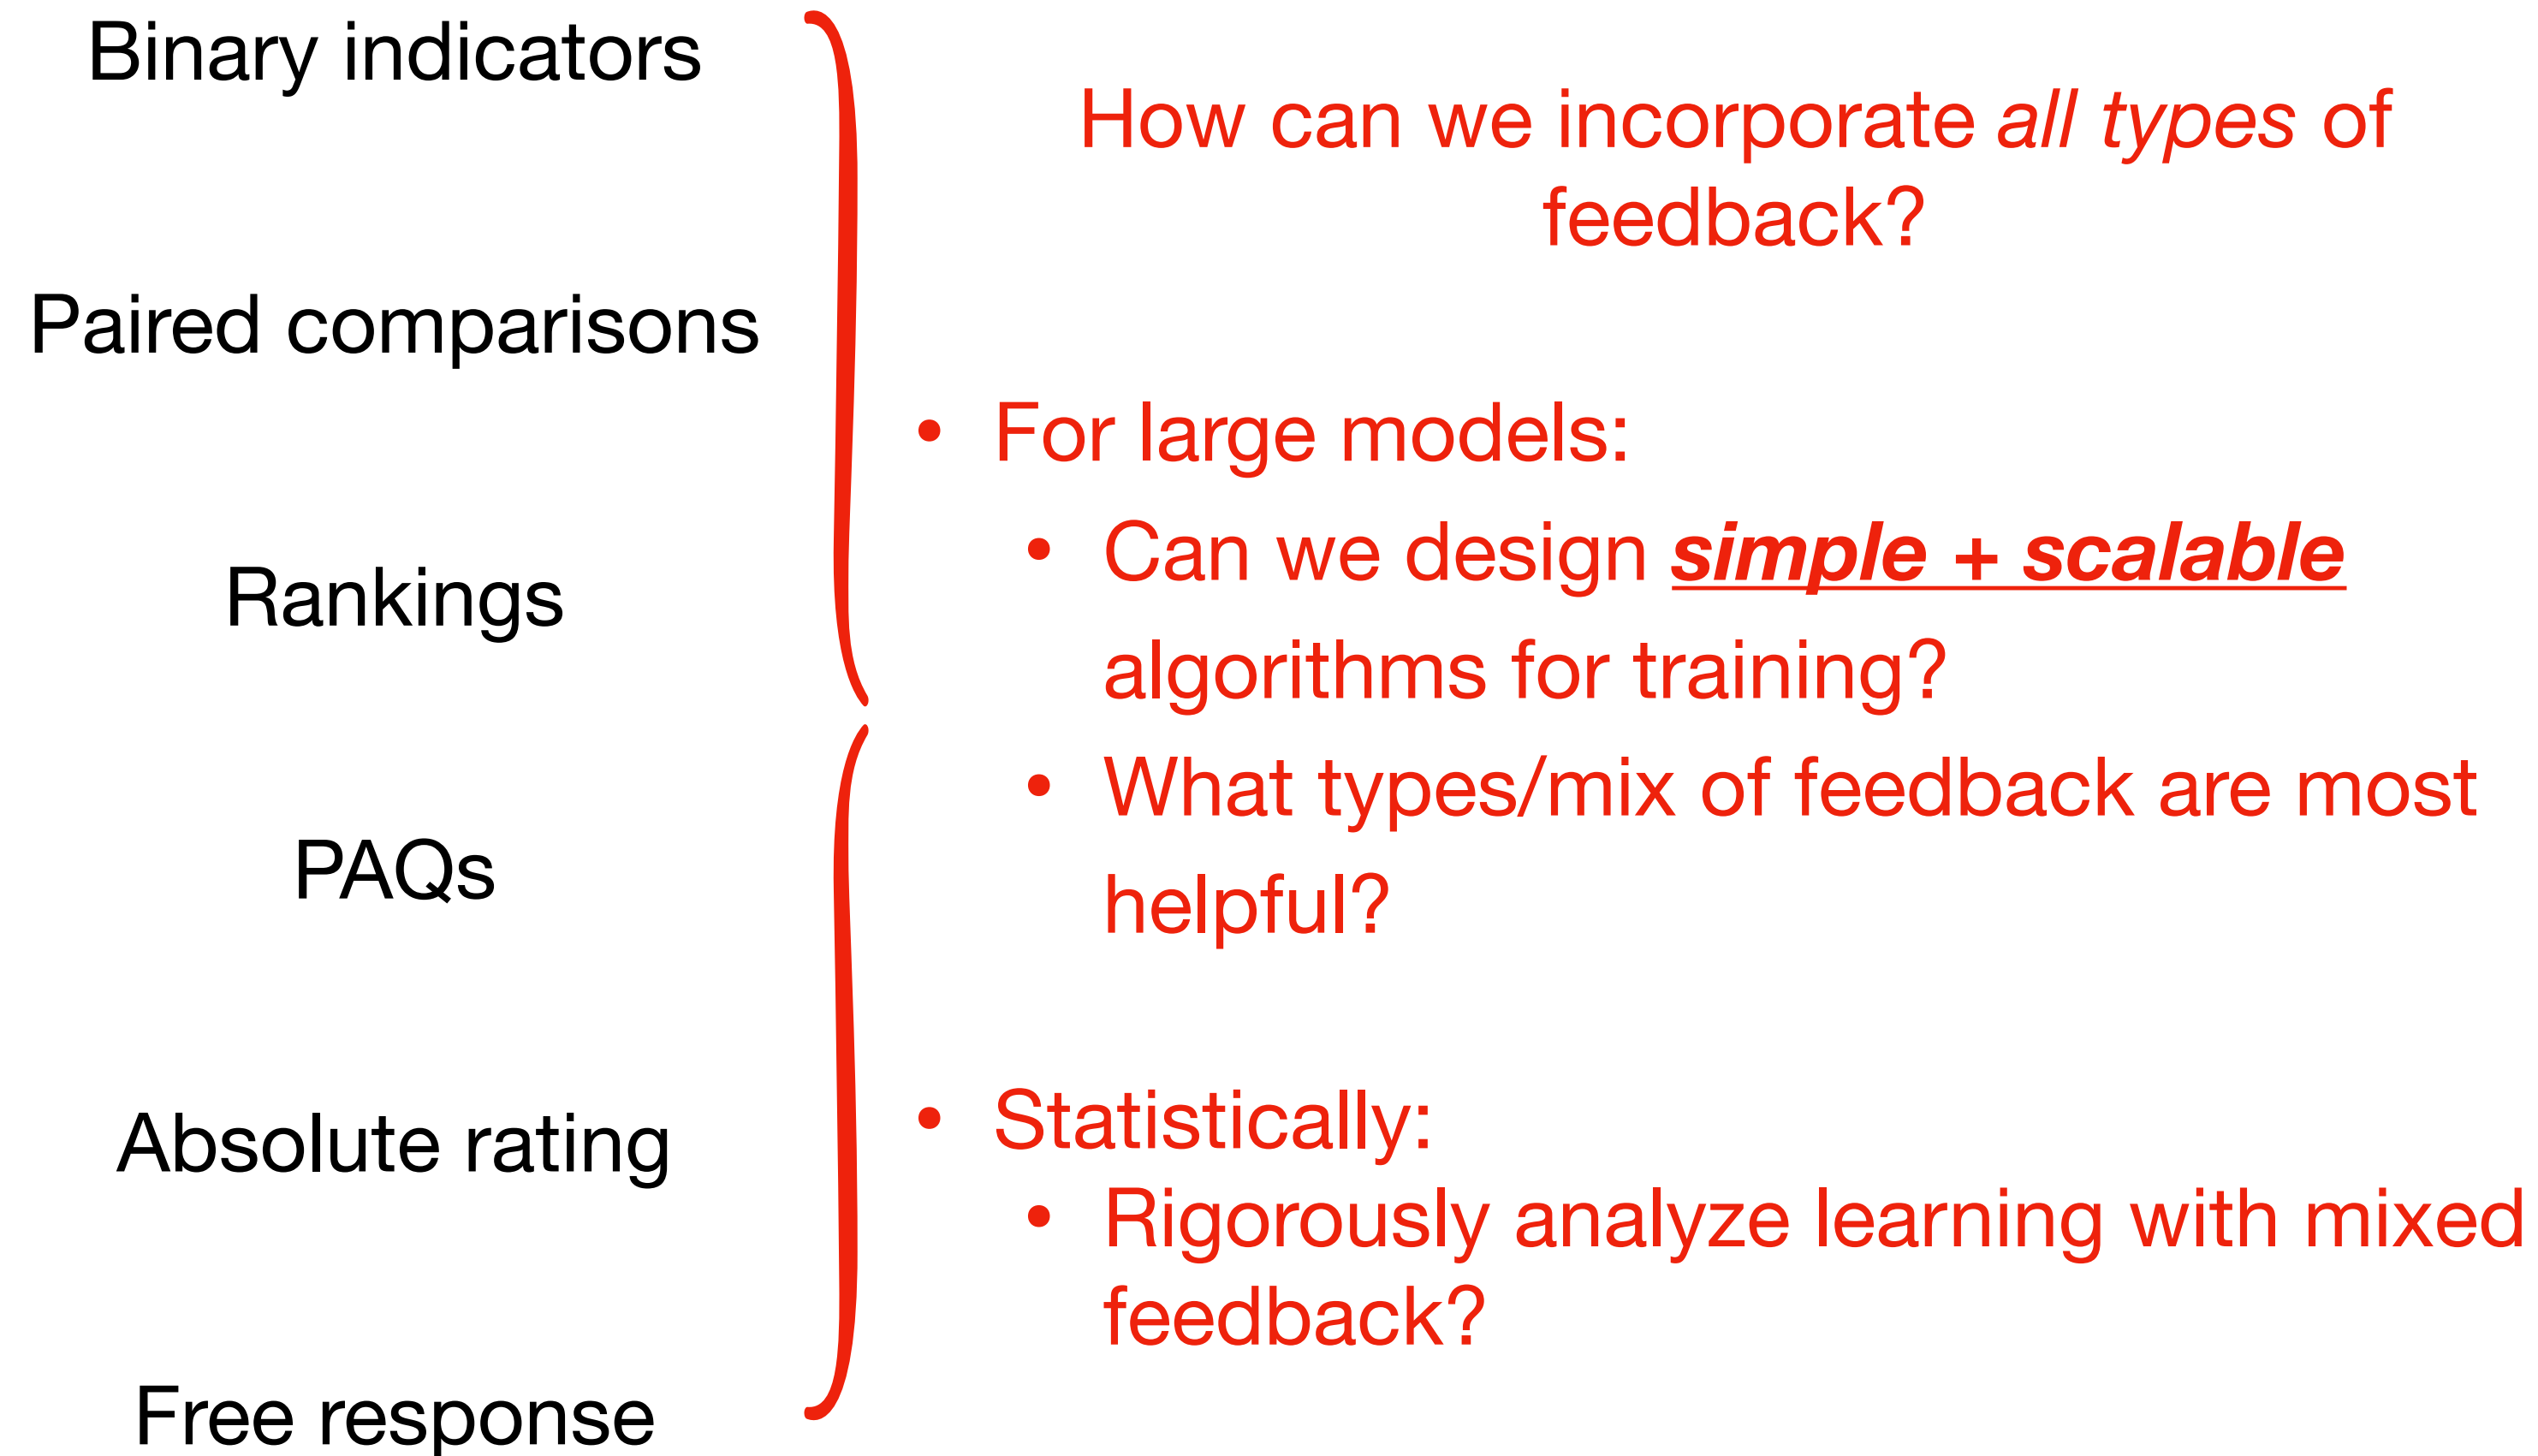 Binary indicators
Paired comparisons
Rankings
PAQs
Absolute rating
Free response
How can we incorporate all types of
feedback?
• For large models:
• Can we design simple + scalable
algorithms for training?
• What types/mix of feedback are most
helpful?
• Statistically:
• Rigorously analyze learning with mixed
feedback?